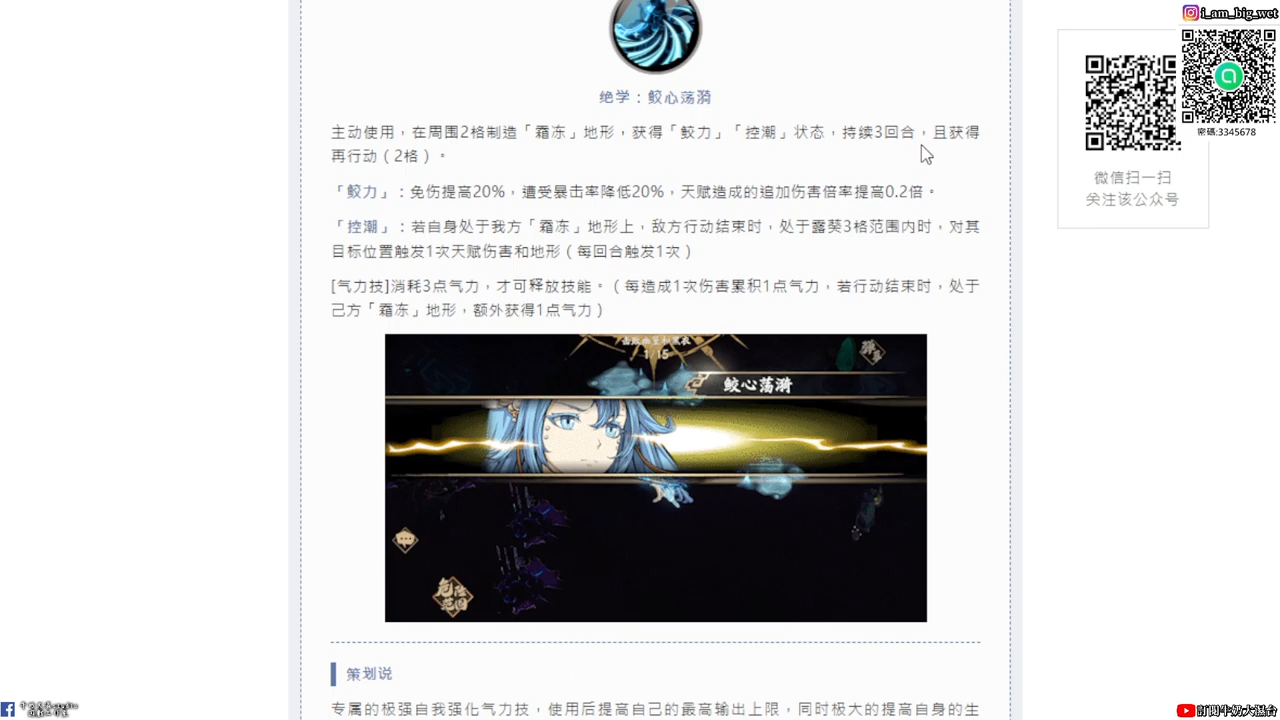 i_am_big_wet
密碼:3345678
微信扫一扫
关注该公众号
绝学：鲛心荡漪
主动使用，在周围2格制造「霜冻」地形，获得「鲛力」「控潮」状态，持续3回合，且获得
再行动（2格）。
「鲛力」：免伤提高20%，遭受暴击率降低20%，天赋造成的追加伤害倍率提高0.2倍。
「控潮」：若自身处于我方「霜冻」地形上，敌方行动结束时，处于露葵3格范围内时，对其
目标位置触发1次天赋伤害和地形（每回合触发1次）
[气力技]消耗3点气力，才可释放技能。（每造成1次伤害累积1点气力，若行动结束时，处于
己方「霜冻」地形，额外获得1点气力）
1/15
鲛心荡漪
策划说
专属的极强自我强化气力技，使用后提高自己的最高输出上限，同时极大的提高自身的生